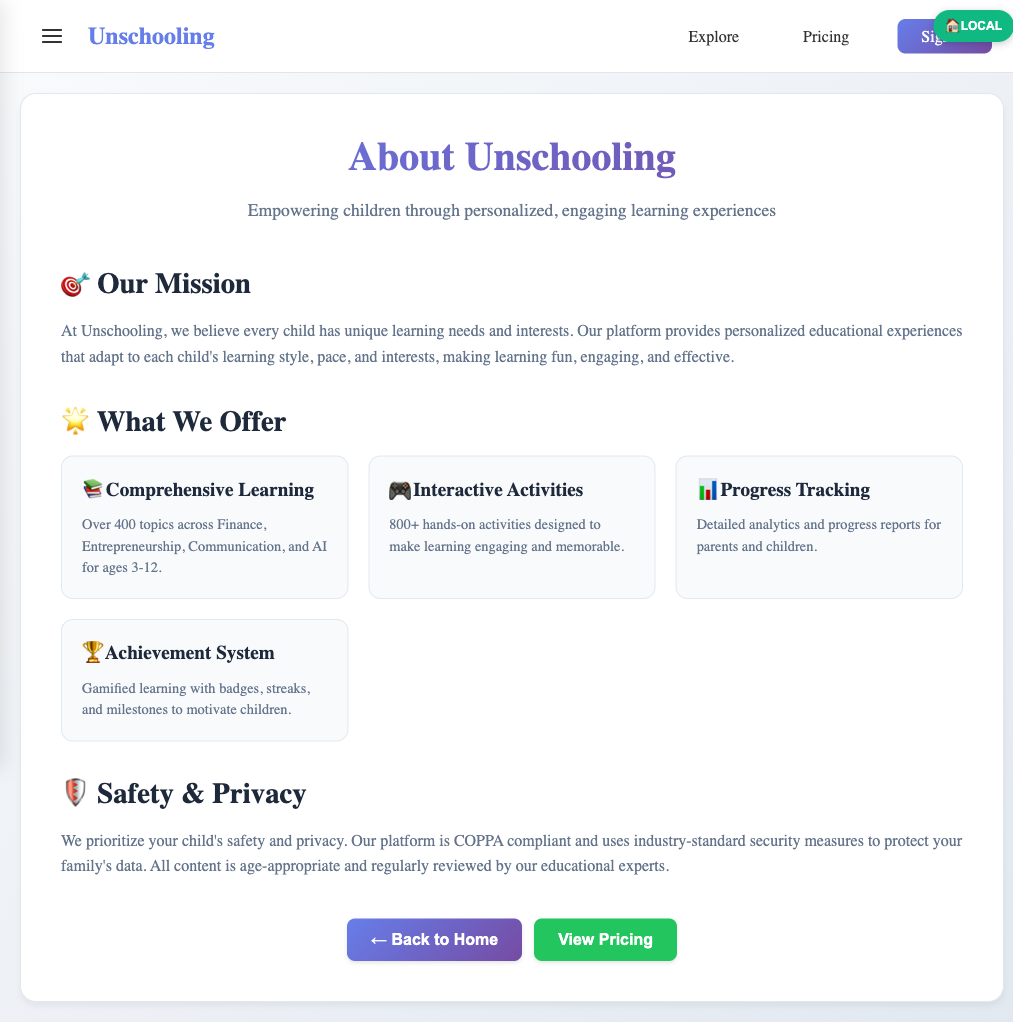 Unschooling
Explore
Pricing
LOCAL
About Unschooling
Empowering children through personalized, engaging learning experiences
Our Mission
At Unschooling, we believe every child has unique learning needs and interests. Our platform provides personalized educational experiences
that adapt to each child's learning style, pace, and interests, making learning fun, engaging, and effective.
What We Offer
Comprehensive Learning
Over 400 topics across Finance,
Entrepreneurship, Communication, and AI
for ages 3-12.
Interactive Activities
800+ hands-on activities designed to
make learning engaging and memorable.
Progress Tracking
Detailed analytics and progress reports for
parents and children.
Achievement System
Gamified learning with badges, streaks,
and milestones to motivate children.
Safety & Privacy
We prioritize your child's safety and privacy. Our platform is COPPA compliant and uses industry-standard security measures to protect your
family's data. All content is age-appropriate and regularly reviewed by our educational experts.
← Back to Home
View Pricing